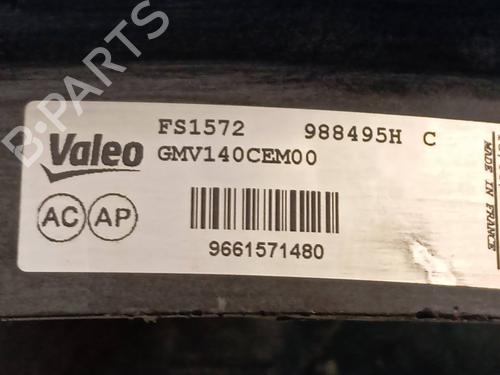 B-PARTS
Valeo
FS1572 988495H C
GMV140CEM00
AC AP
9661571480
MADE IN FRANCE